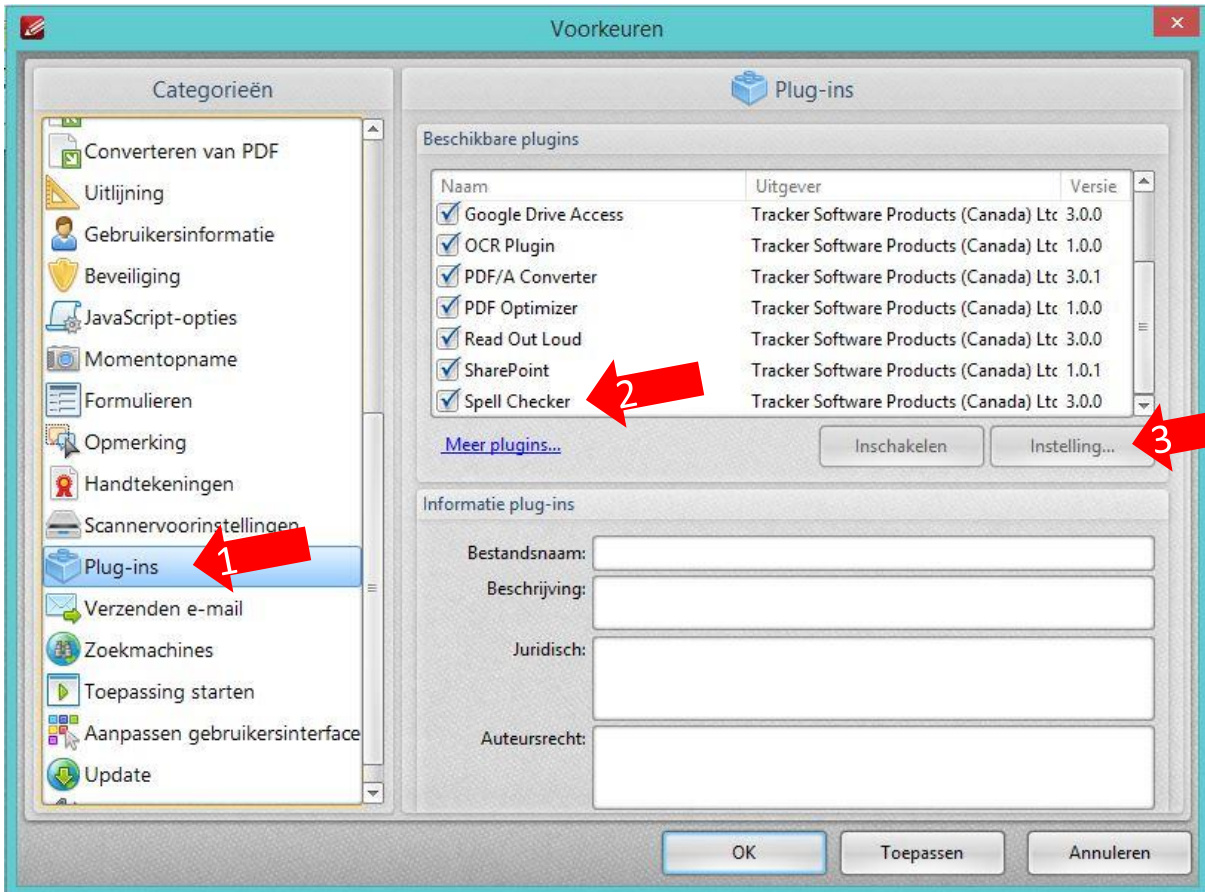 Voorkeuren
Categorieën
Converteren van PDF
Uitlijning
Gebruikersinformatie
Beveiliging
JavaScript-opties
Momentopname
Formulieren
Opmerking
Handtekeningen
Scannervoorinstellingen
Plug-ins
1
Verzenden e-mail
Zoekmachines
Toepassing starten
Aanpassen gebruikersinterface
Update
Plug-ins
Beschikbare plugins
Naam Uitgever Versie
Google Drive Access Tracker Software Products (Canada) Ltc 3.0.0
OCR Plugin Tracker Software Products (Canada) Ltc 1.0.0
PDF/A Converter Tracker Software Products (Canada) Ltc 3.0.1
PDF Optimizer Tracker Software Products (Canada) Ltc 1.0.0
Read Out Loud Tracker Software Products (Canada) Ltc 3.0.0
SharePoint Tracker Software Products (Canada) Ltc 1.0.1
Spell Checker 2 Tracker Software Products (Canada) Ltc 3.0.0
Meer plugins... Inschakelen Instelling... 3
Informatie plug-ins
Bestandsnaam:
Beschrijving:
Juridisch:
Auteursrecht:
OK Toepassen Annuleren